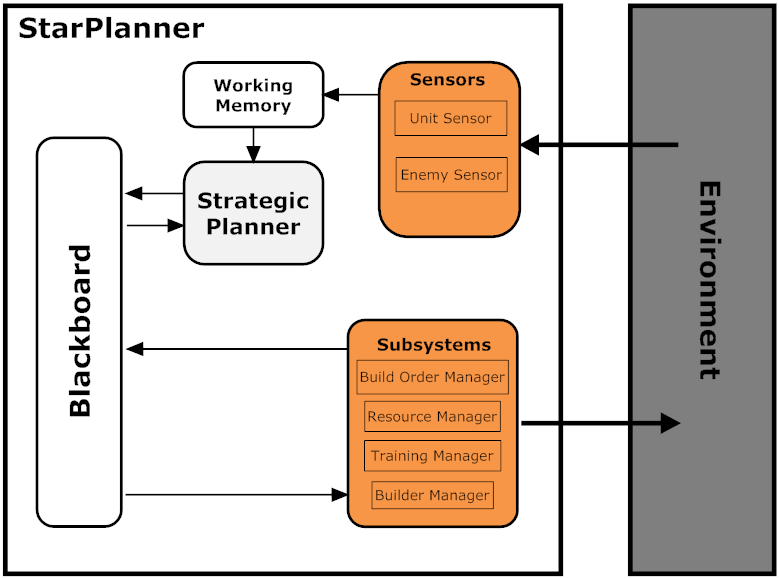 StarPlanner
Working
Memory
Sensors
Unit Sensor
Enemy Sensor
Strategic
Planner
Blackboard
Subsystems
Build Order Manager
Resource Manager
Training Manager
Builder Manager
Environment